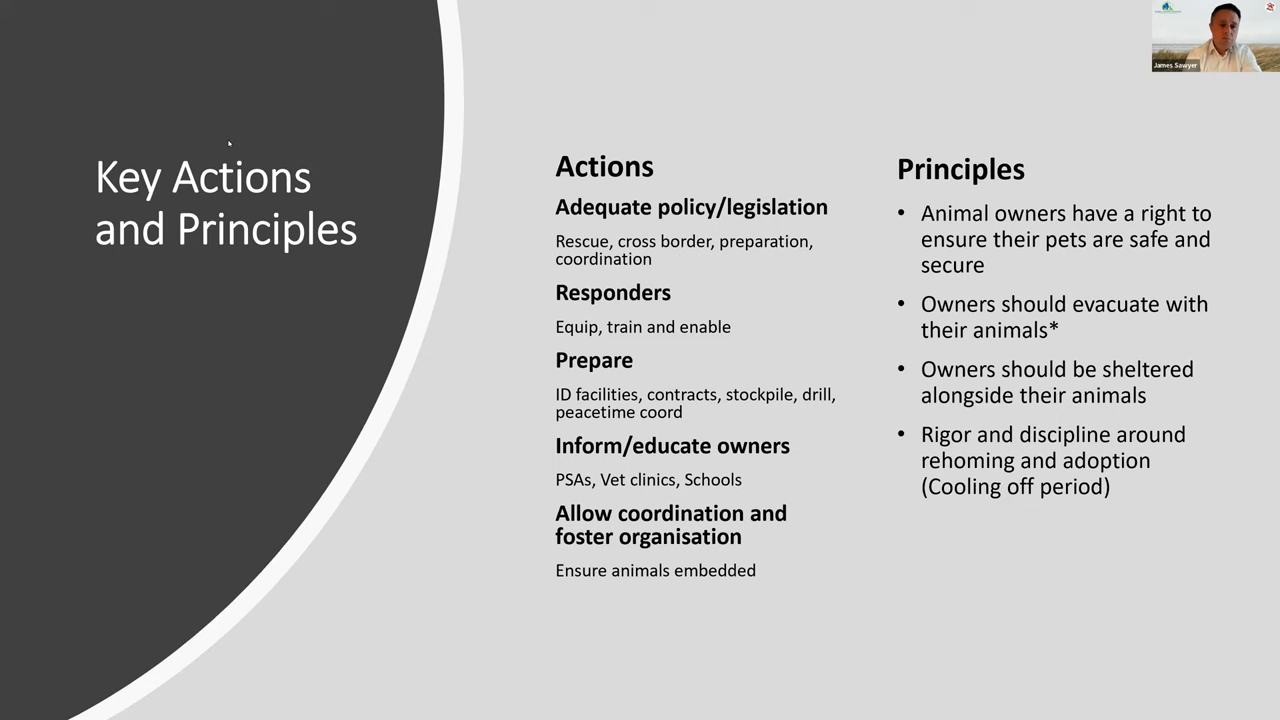 Key Actions
and Principles
Actions
Adequate policy/legislation
Rescue, cross border, preparation,
coordination
Responders
Equip, train and enable
Prepare
ID facilities, contracts, stockpile, drill,
peacetime coord
Inform/educate owners
PSAs, Vet clinics, Schools
Allow coordination and
foster organisation
Ensure animals embedded
Principles
• Animal owners have a right to
ensure their pets are safe and
secure
• Owners should evacuate with
their animals*
• Owners should be sheltered
alongside their animals
• Rigor and discipline around
rehoming and adoption
(Cooling off period)
James Sawyer